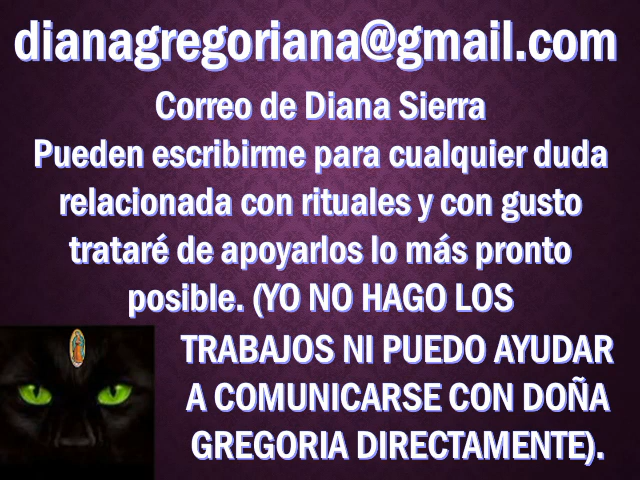 dianagregoriana@gmail.com
Correo de Diana Sierra
Pueden escribirme para cualquier duda
relacionada con rituales y con gusto
trataré de apoyarlos lo más pronto
posible. (YO NO HAGO LOS
TRABAJOS NI PUEDO AYUDAR
A COMUNICARSE CON DOÑA
GREGORIA DIRECTAMENTE).